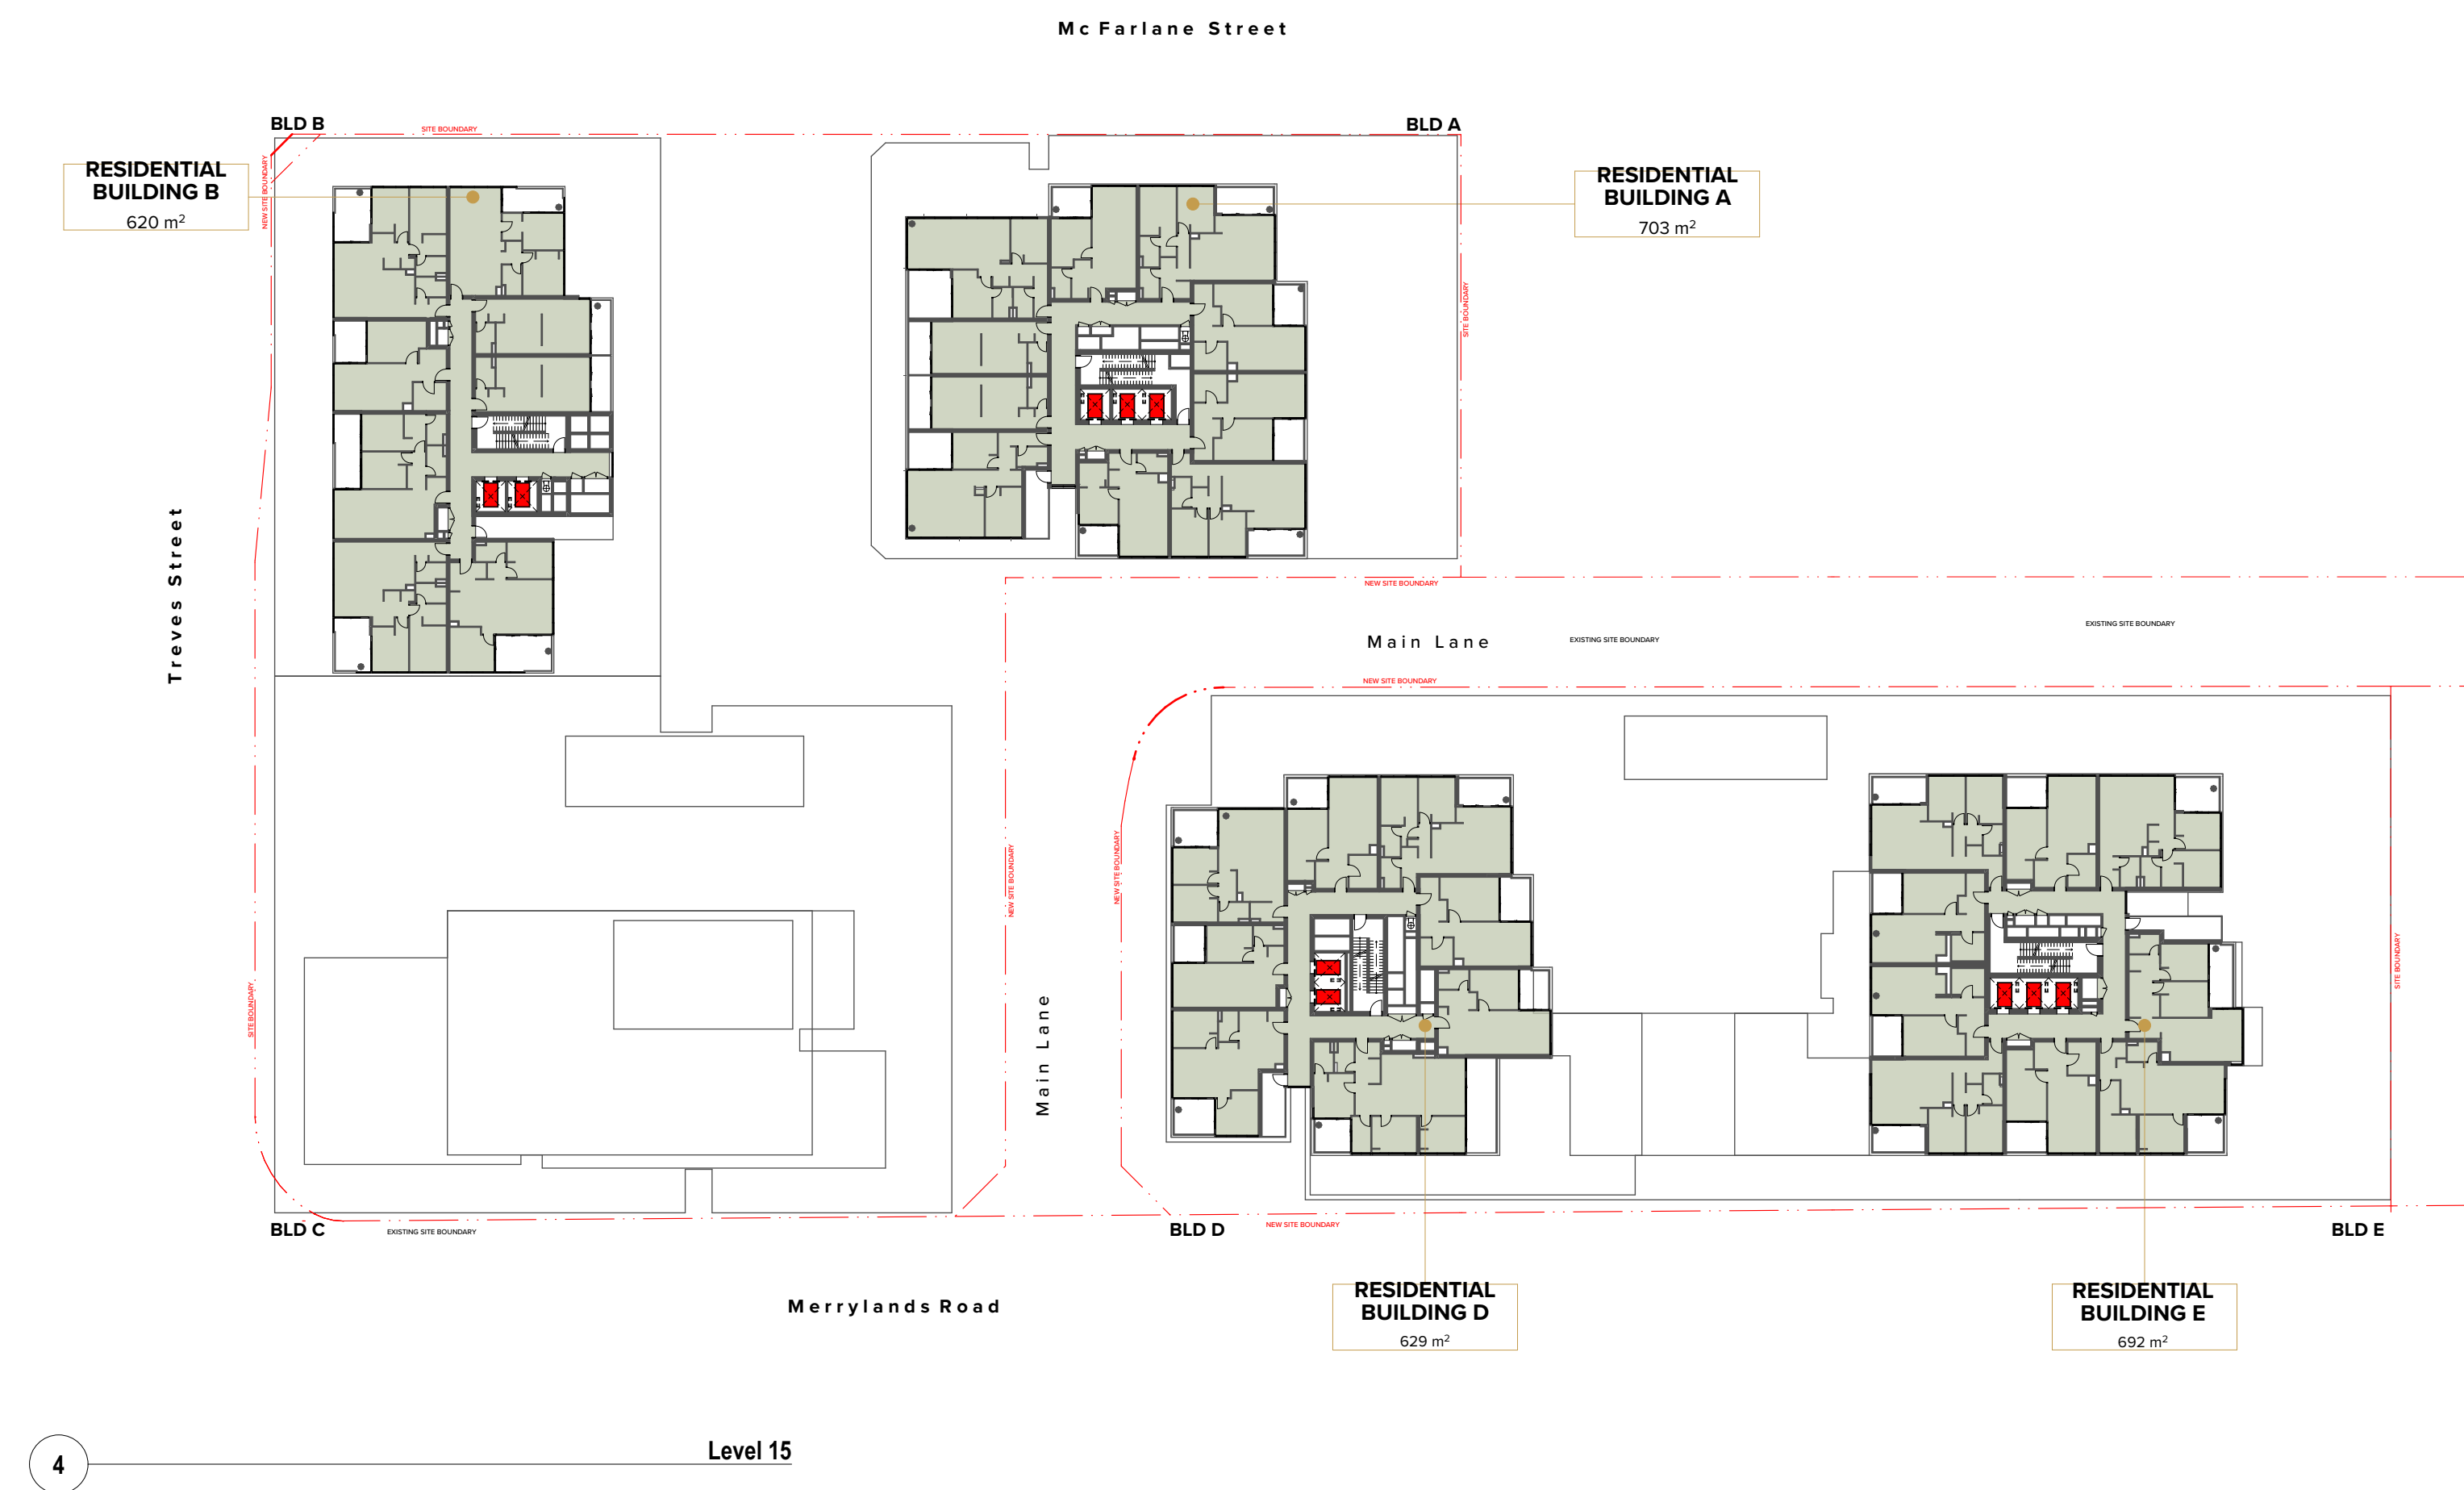 Mc Farlane Street
BLD B
SITE BOUNDARY
BLD A
RESIDENTIAL
BUILDING B
620 m²
NEW SITE BOUNDARY
RESIDENTIAL
BUILDING A
703 m²
SITE BOUNDARY
Treves Street
NEW SITE BOUNDARY
Main Lane
EXISTING SITE BOUNDARY
EXISTING SITE BOUNDARY
NEW SITE BOUNDARY
NEW SITE BOUNDARY
NEW SITE BOUNDARY
SITE BOUNDARY
SITE BOUNDARY
Main Lane
BLD C
EXISTING SITE BOUNDARY
BLD D
NEW SITE BOUNDARY
BLD E
Merrylands Road
RESIDENTIAL
BUILDING D
629 m²
RESIDENTIAL
BUILDING E
692 m²
4
Level 15